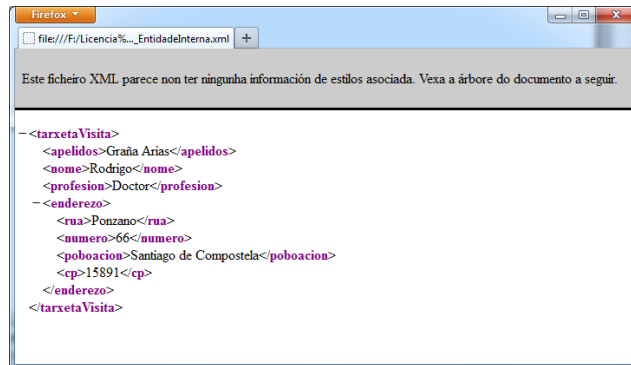 Firefox
file:///F:/Licencia%..._EntidadeInterna.xml
Este ficheiro XML parece non ter ningunha información de estilos asociada. Vexa a árbore do documento a seguir.
−<tarxetaVisita>
<apelidos>Graña Arias</apelidos>
<nome>Rodrigo</nome>
<profesion>Doctor</profesion>
−<enderezo>
<rua>Ponzano</rua>
<numero>66</numero>
<poboacion>Santiago de Compostela</poboacion>
<cp>15891</cp>
</enderezo>
</tarxetaVisita>